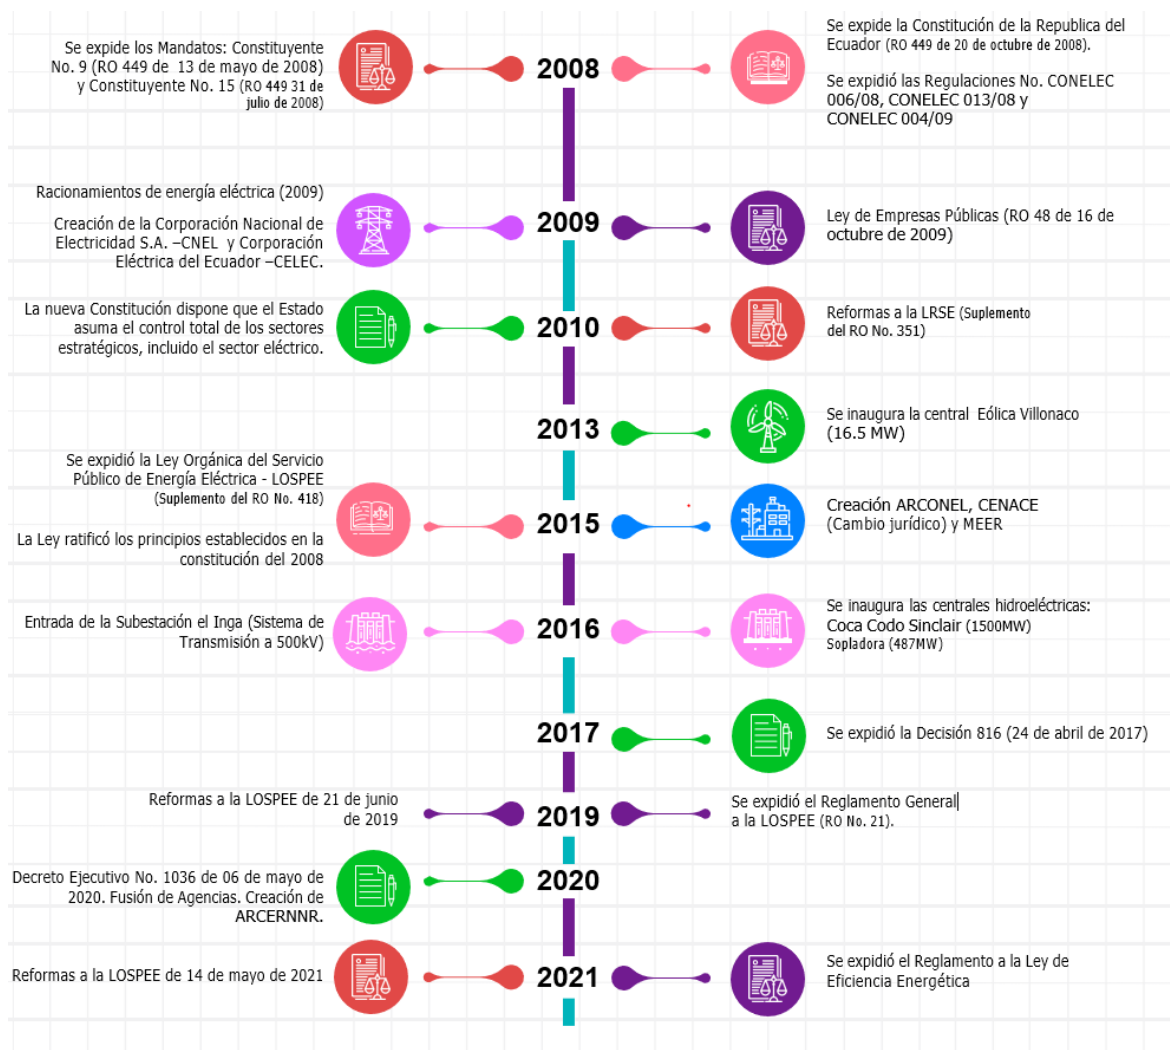 Se expide los Mandatos: Constituyente
No. 9 (RO 449 de 13 de mayo de 2008)
y Constituyente No. 15 (RO 449 31 de
julio de 2008)
2008
Se expide la Constitución de la Republica del
Ecuador (RO 449 de 20 de octubre de 2008).
Se expidió las Regulaciones No. CONELEC
006/08, CONELEC 013/08 y
CONELEC 004/09
Racionamientos de energía eléctrica (2009)
Creación de la Corporación Nacional de
Electricidad S.A. –CNEL y Corporación
Eléctrica del Ecuador –CELEC.
2009
Ley de Empresas Públicas (RO 48 de 16 de
octubre de 2009)
La nueva Constitución dispone que el Estado
asuma el control total de los sectores
estratégicos, incluido el sector eléctrico.
2010
Reformas a la LRSE (Suplemento
del RO No. 351)
2013
Se inaugura la central Eólica Villonaco
(16.5 MW)
Se expidió la Ley Orgánica del Servicio
Público de Energía Eléctrica - LOSPEE
(Suplemento del RO No. 418)
La Ley ratificó los principios establecidos en la
constitución del 2008
2015
Creación ARCONEL, CENACE
(Cambio jurídico) y MEER
Entrada de la Subestación el Inga (Sistema de
Transmisión a 500kV)
2016
Se inaugura las centrales hidroeléctricas:
Coca Codo Sinclair (1500MW)
Sopladora (487MW)
2017
Se expidió la Decisión 816 (24 de abril de 2017)
Reformas a la LOSPEE de 21 de junio
de 2019
2019
Se expidió el Reglamento General
a la LOSPEE (RO No. 21).
Decreto Ejecutivo No. 1036 de 06 de mayo de
2020. Fusión de Agencias. Creación de
ARCERNNR.
2020
Reformas a la LOSPEE de 14 de mayo de 2021
2021
Se expidió el Reglamento a la Ley de
Eficiencia Energética